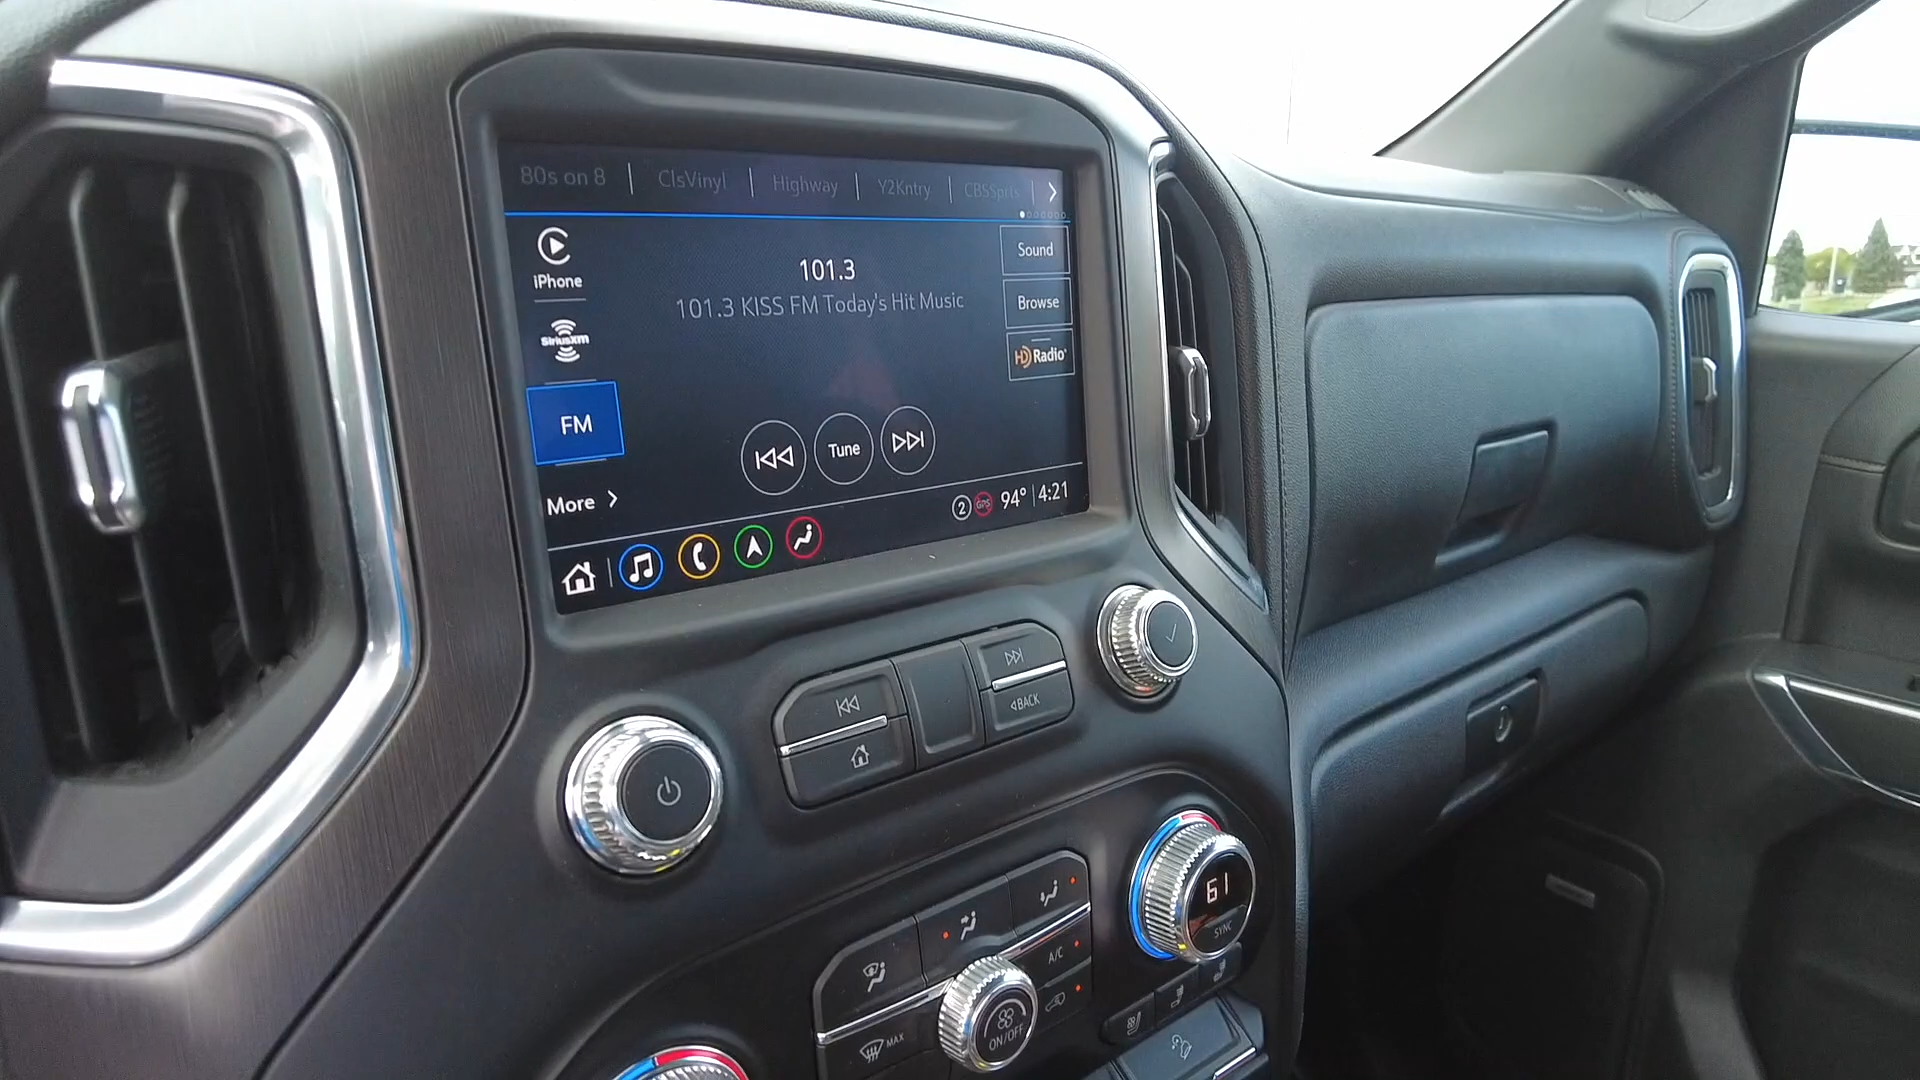 80s on 8 ClsVinyl Highway Y2Kntry CBSSprts
iPhone
Sound
101.3
101.3 KISS FM Today's Hit Music
Browse
SiriusXM
HD Radio
FM
Tune
More
2 GPS 94° 4:21
BACK
61
SYNC
A/C
MAX
ON/OFF